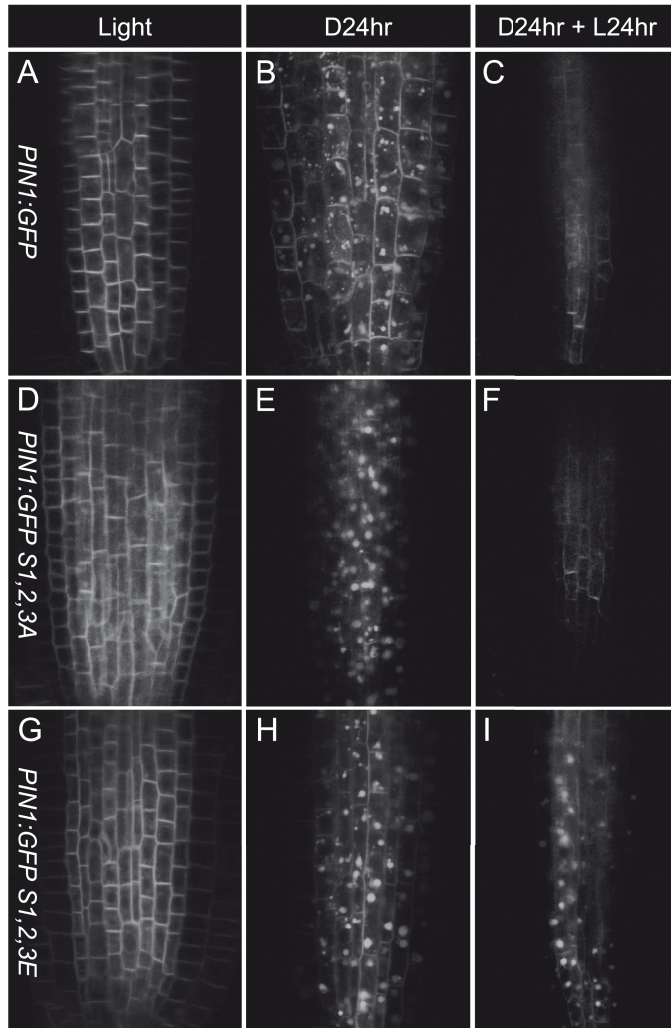 Light D24hr D24hr + L24hr
A B C
PIN1:GFP
D E F
PIN1:GFP S1,2,3A
G H I
PIN1:GFP S1,2,3E